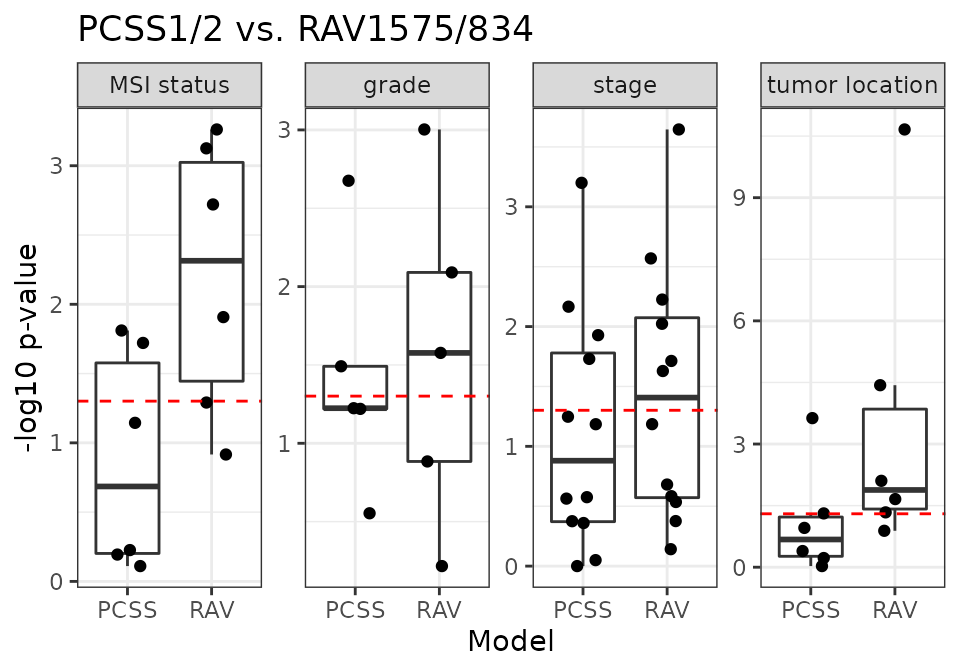 PCSS1/2 vs. RAV1575/834
MSI status
grade
stage
tumor location
-log10 p-value
3
2
1
0
3
2
1
3
2
1
0
9
6
3
0
PCSS RAV
PCSS RAV
PCSS RAV
PCSS RAV
Model